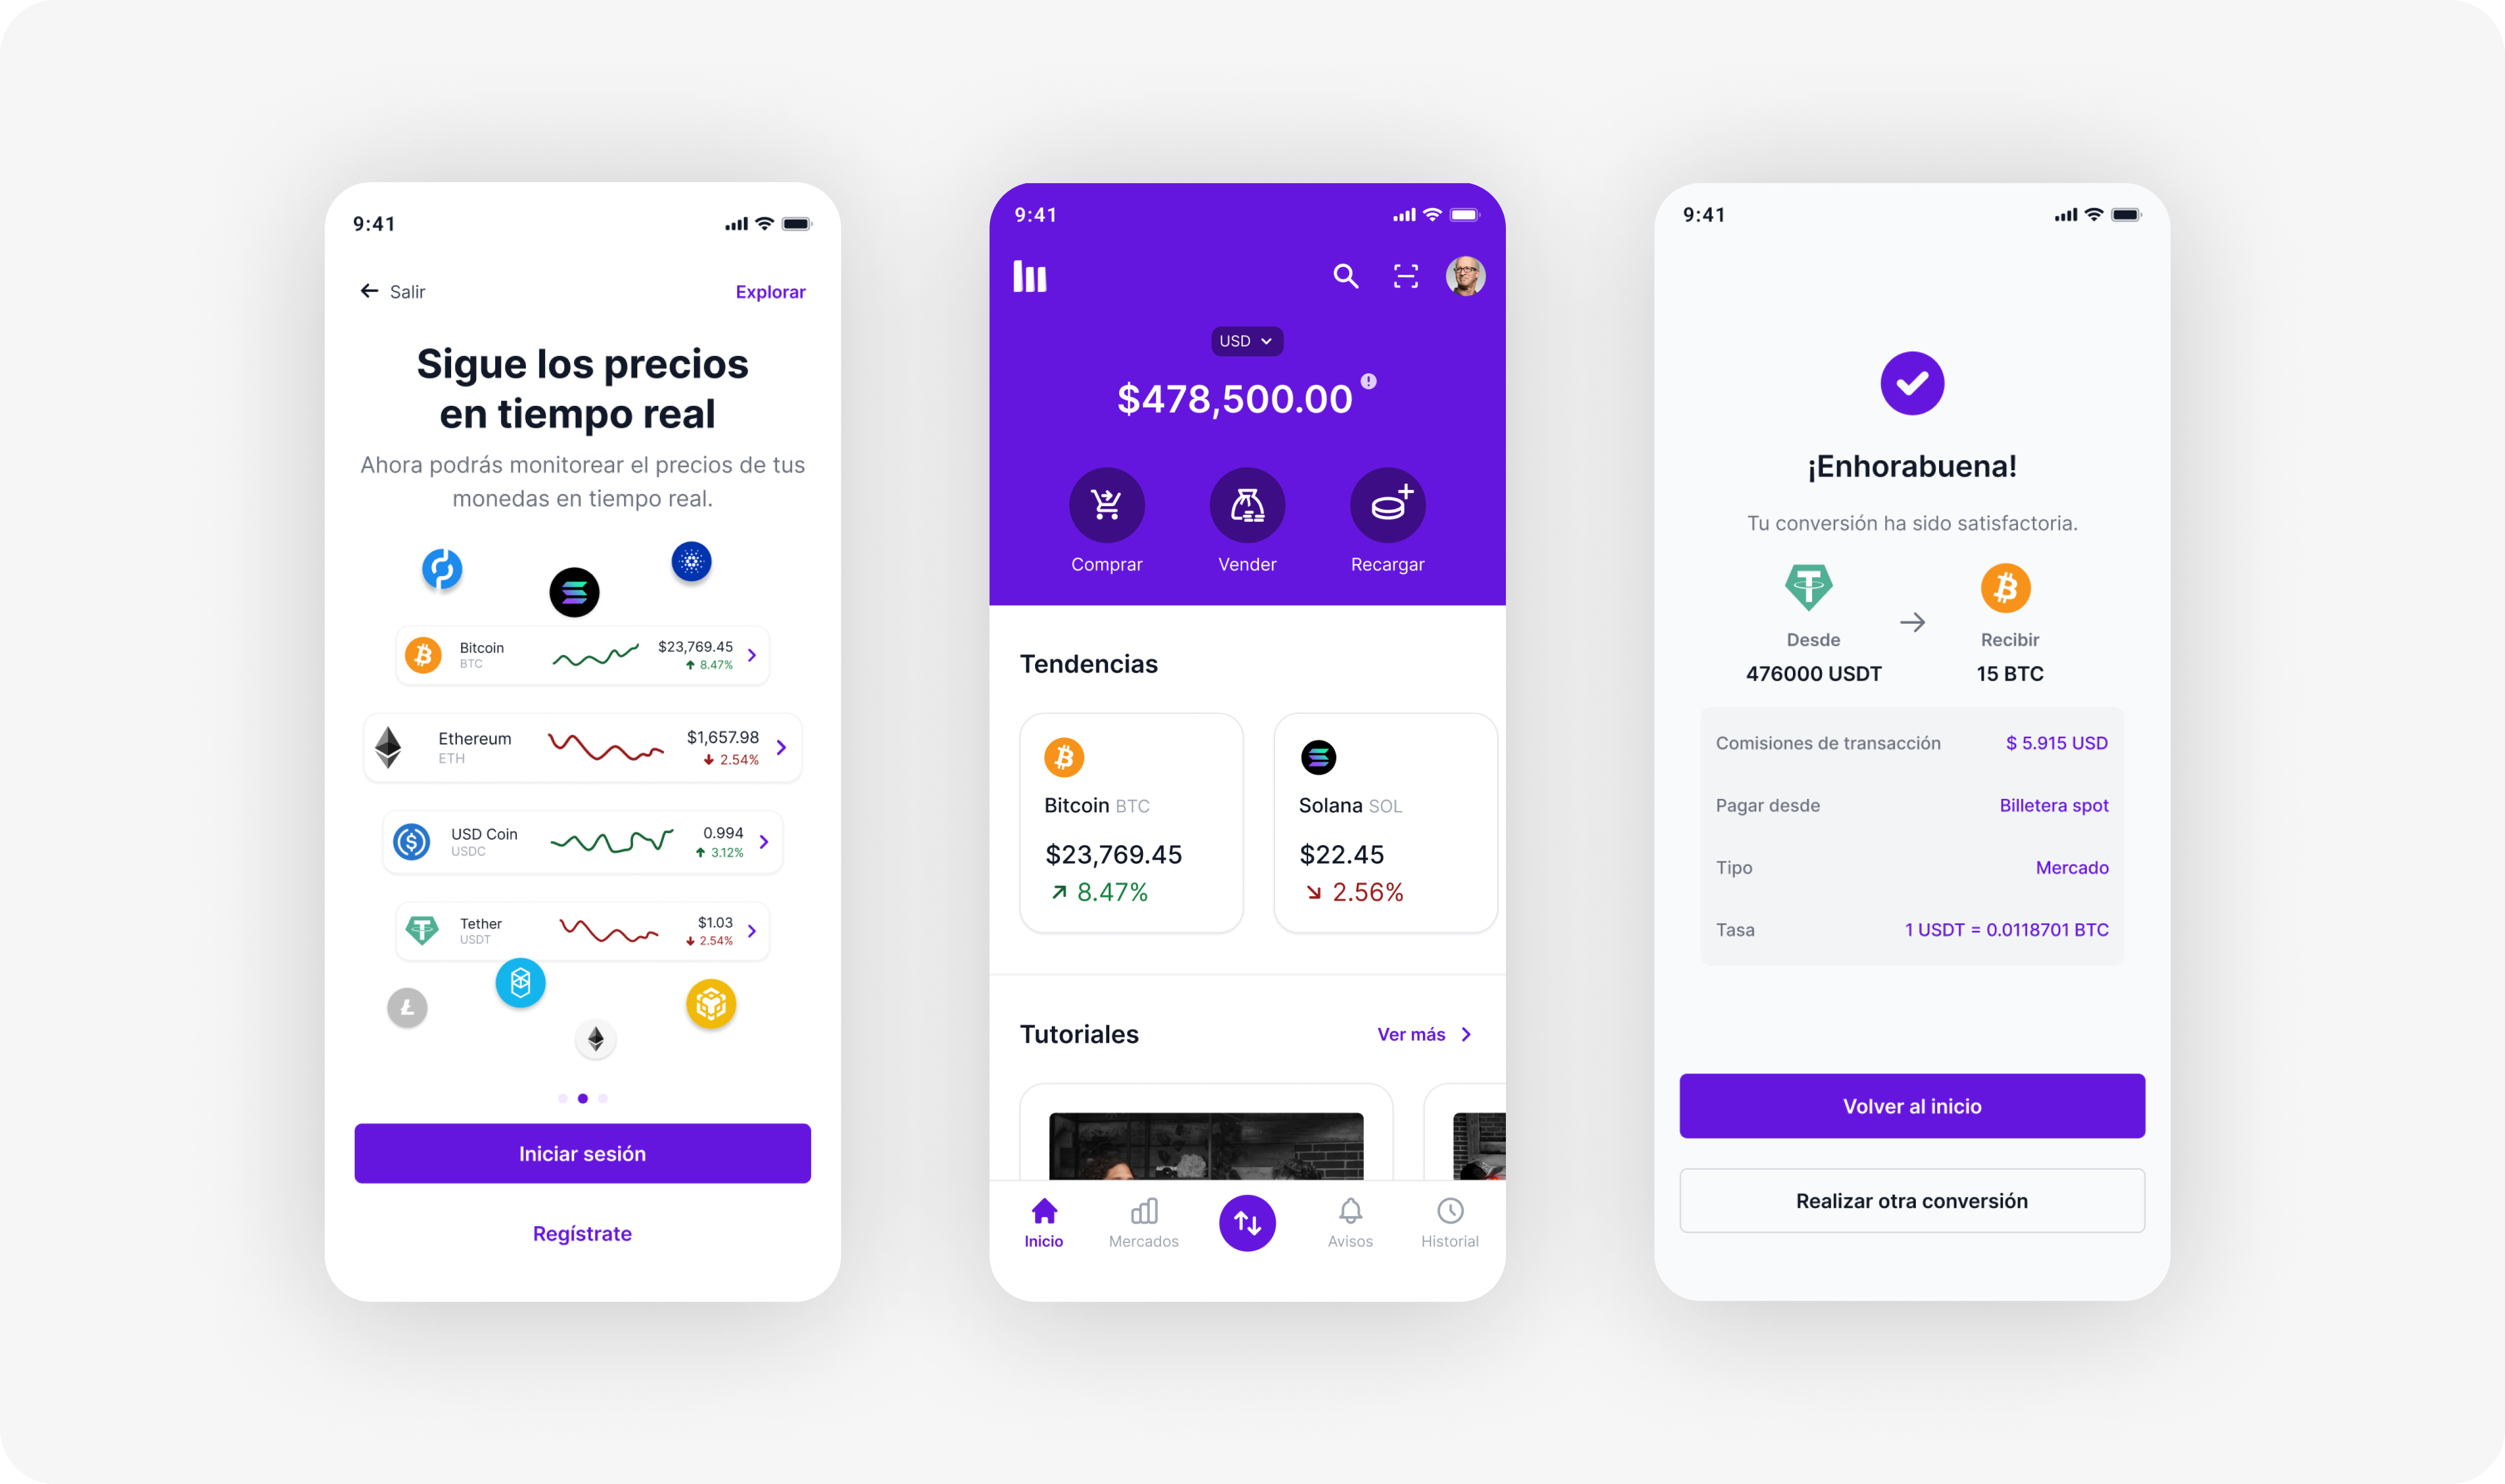 9:41
Salir
Explorar
Sigue los precios
en tiempo real
Ahora podrás monitorear el precios de tus
monedas en tiempo real.
Bitcoin
BTC
$23,769.45
8.47%
Ethereum
ETH
$1,657.98
2.54%
USD Coin
USDC
0.994
3.12%
Tether
USDT
$1.03
2.54%
Iniciar sesión
Regístrate
9:41
USD
$478,500.00
Comprar
Vender
Recargar
Tendencias
Bitcoin BTC
$23,769.45
8.47%
Solana SOL
$22.45
2.56%
Tutoriales
Ver más
Inicio
Mercados
Avisos
Historial
9:41
¡Enhorabuena!
Tu conversión ha sido satisfactoria.
Desde
476000 USDT
Recibir
15 BTC
Comisiones de transacción
$ 5.915 USD
Pagar desde
Billetera spot
Tipo
Mercado
Tasa
1 USDT = 0.0118701 BTC
Volver al inicio
Realizar otra conversión